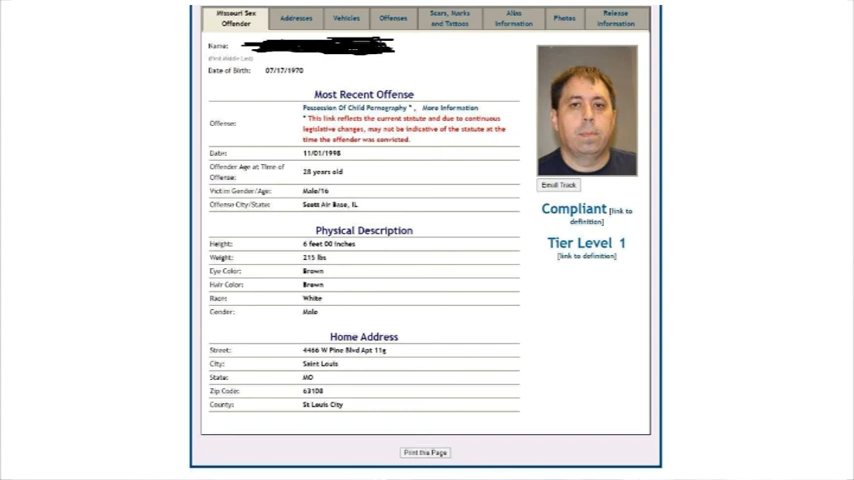 Missouri Sex Offender
Addresses
Vehicles
Offenses
Scars, Marks and Tattoos
Alias Information
Photos
Release Information
Name:
(First Middle Last)
Date of Birth: 07/17/1970
Most Recent Offense
Offense: Possession Of Child Pornography * , More Information
* This link reflects the current statute and due to continuous
legislative changes, may not be indicative of the statute at the
time the offender was convicted.
Date: 11/01/1998
Offender Age at Time of Offense: 28 years old
Victim Gender/Age: Male/16
Offense City/State: Scott Air Base, IL
Physical Description
Height: 6 feet 00 inches
Weight: 215 lbs
Eye Color: Brown
Hair Color: Brown
Race: White
Gender: Male
Home Address
Street: 4466 W Pine Blvd Apt 11g
City: Saint Louis
State: MO
Zip Code: 63108
County: St Louis City
Email Track
Compliant [link to
definition]
Tier Level 1
[link to definition]
Print this Page